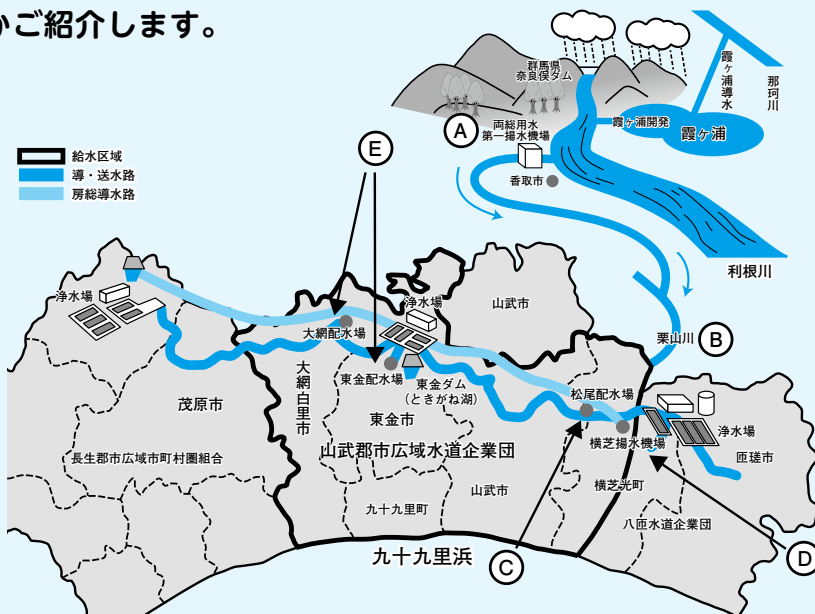 かご紹介します。
群馬県
奈良俣ダム
霞ヶ浦導水
那珂川
A
両総用水
第一揚水機場
霞ヶ浦開発
霞ヶ浦
E
給水区域
導・送水路
房総導水路
香取市
利根川
浄水場
浄水場
山武市
栗山川
B
大網配水場
大網白里市
東金配水場
東金ダム
(ときがね湖)
松尾配水場
茂原市
東金市
横芝揚水機場
浄水場
匝瑳市
山武郡市広域水道企業団
長生郡市広域市町村圏組合
山武市
横芝光町
九十九里町
八匝水道企業団
九十九里浜
C
D